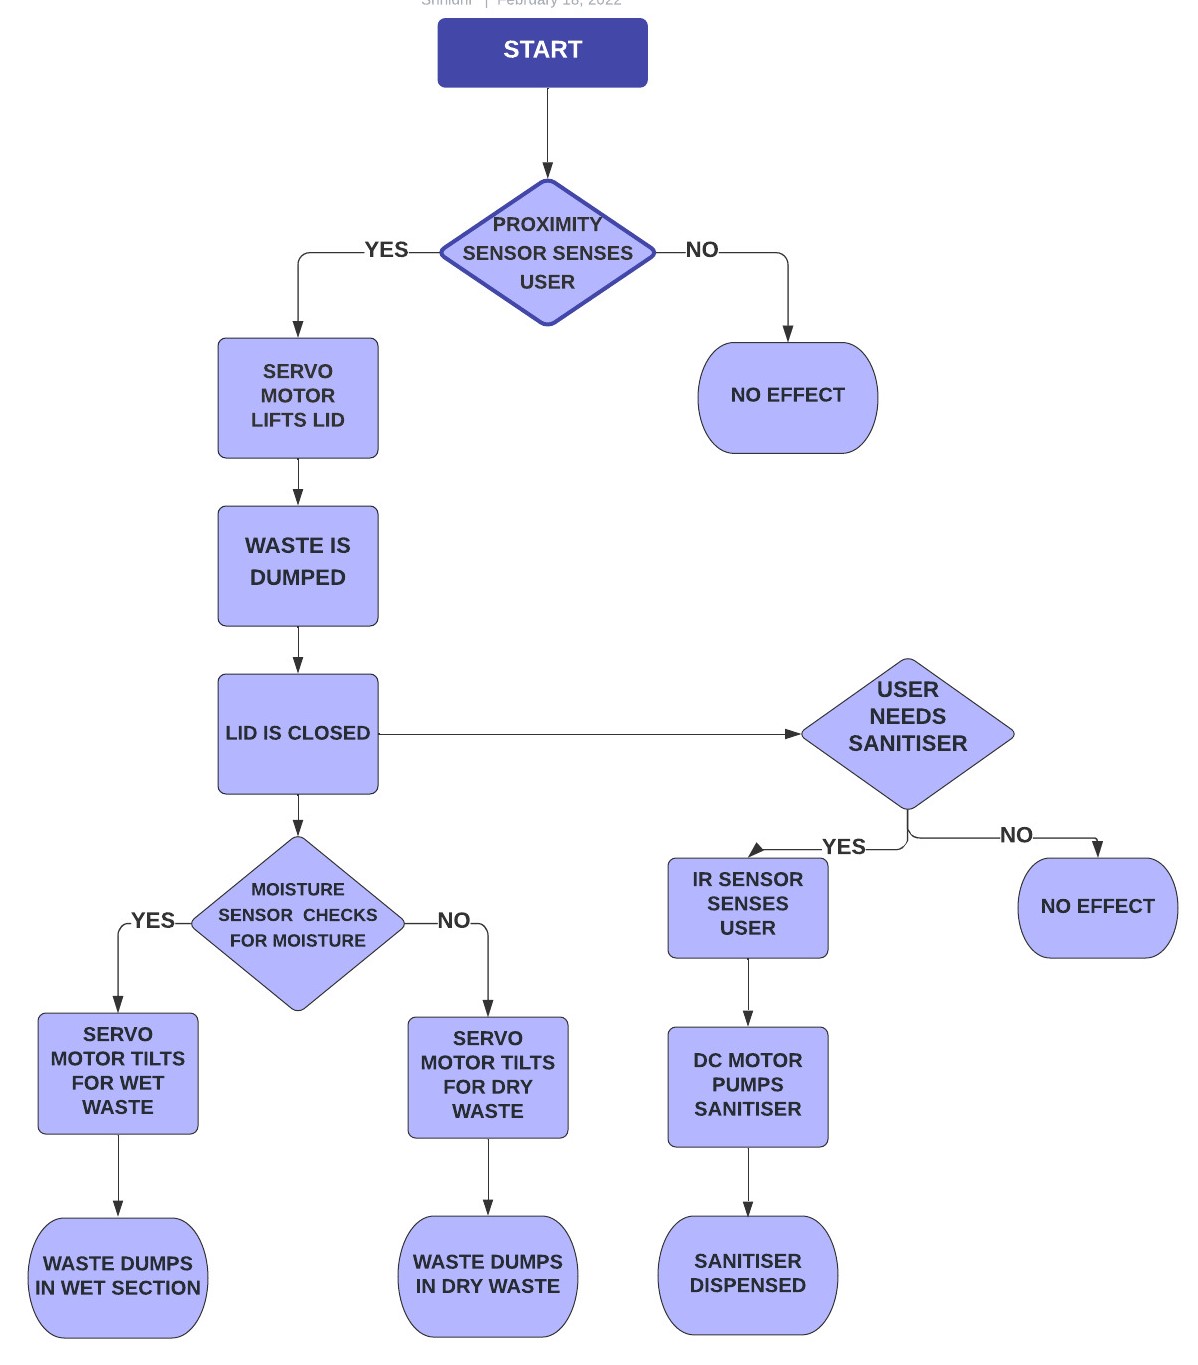 February 18, 2022
START
PROXIMITY
SENSOR SENSES
USER
YES
NO
SERVO
MOTOR
LIFTS LID
NO EFFECT
WASTE IS
DUMPED
LID IS CLOSED
USER
NEEDS
SANITISER
YES
NO
IR SENSOR
SENSES
USER
NO EFFECT
MOISTURE
SENSOR  CHECKS
FOR MOISTURE
YES
NO
SERVO
MOTOR TILTS
FOR WET
WASTE
SERVO
MOTOR TILTS
FOR DRY
WASTE
DC MOTOR
PUMPS
SANITISER
WASTE DUMPS
IN WET SECTION
WASTE DUMPS
IN DRY WASTE
SANITISER
DISPENSED